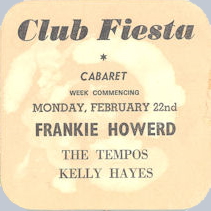 Club Fiesta
*
CABARET
WEEK COMMENCING
MONDAY, FEBRUARY 22nd
FRANKIE HOWERD
THE TEMPOS
KELLY HAYES